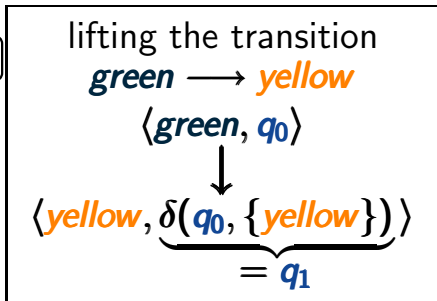 lifting the transition
green ⟶ yellow
⟨green, q₀⟩
↓
⟨yellow, δ(q₀, {yellow})⟩
= q₁